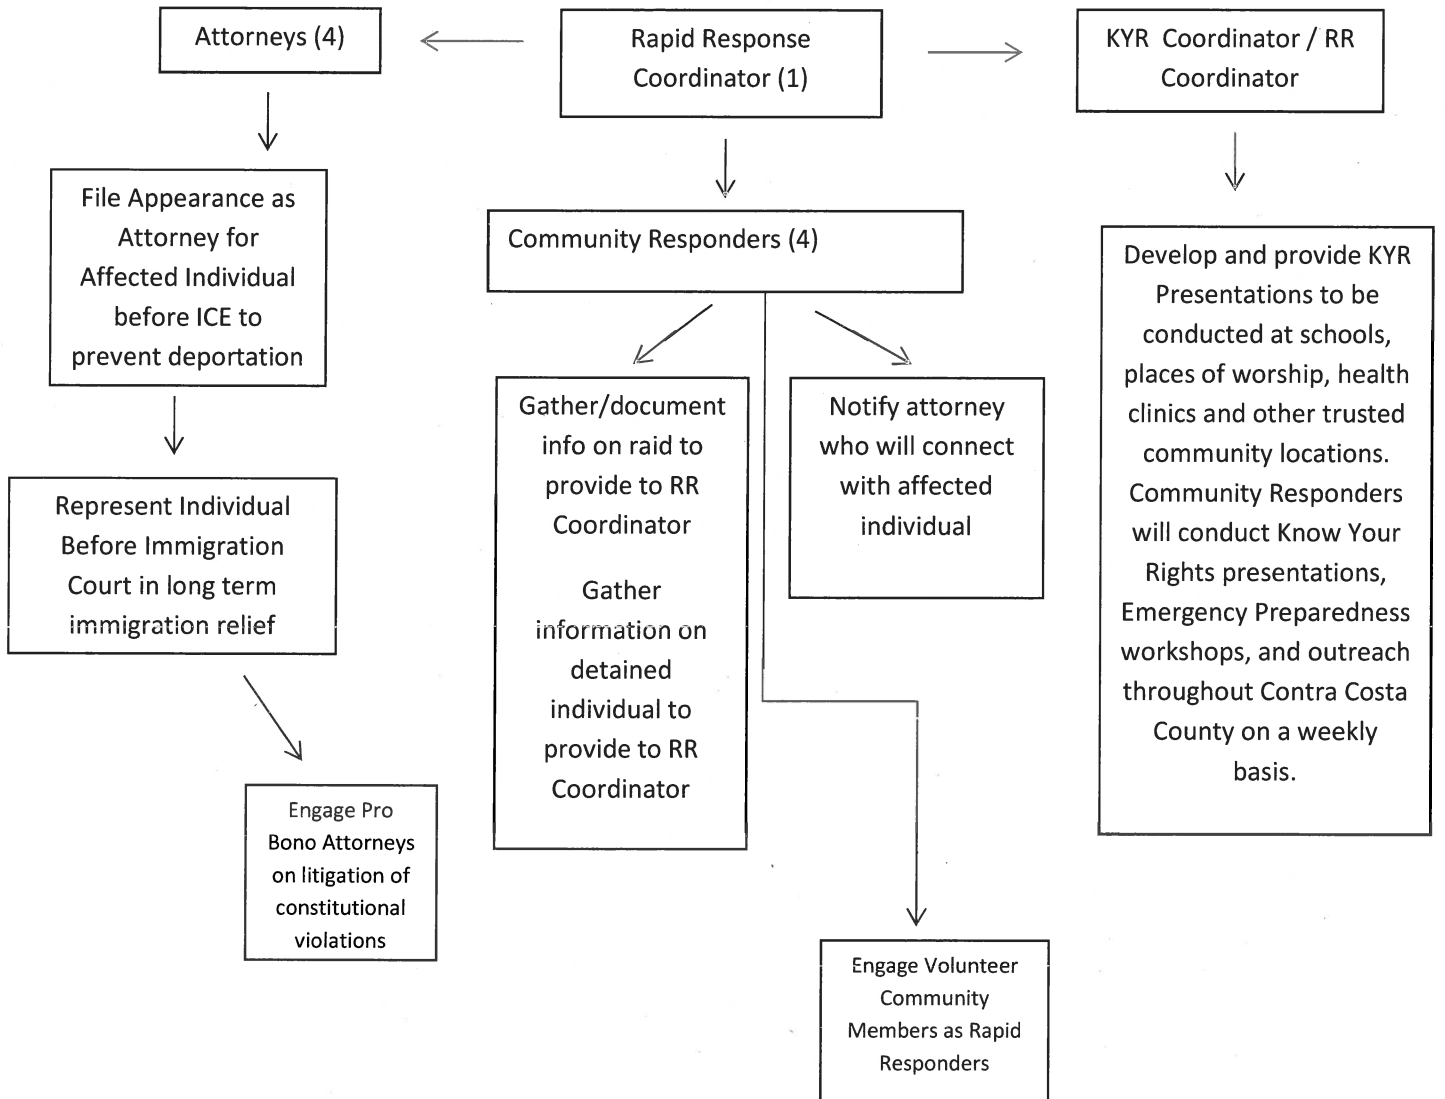 Attorneys (4)
Rapid Response
Coordinator (1)
KYR Coordinator / RR
Coordinator
File Appearance as
Attorney for
Affected Individual
before ICE to
prevent deportation
Community Responders (4)
Develop and provide KYR
Presentations to be
conducted at schools,
places of worship, health
clinics and other trusted
community locations.
Community Responders
will conduct Know Your
Rights presentations,
Emergency Preparedness
workshops, and outreach
throughout Contra Costa
County on a weekly
basis.
Gather/document
info on raid to
provide to RR
Coordinator
Gather
information on
detained
individual to
provide to RR
Coordinator
Notify attorney
who will connect
with affected
individual
Represent Individual
Before Immigration
Court in long term
immigration relief
Engage Pro
Bono Attorneys
on litigation of
constitutional
violations
Engage Volunteer
Community
Members as Rapid
Responders